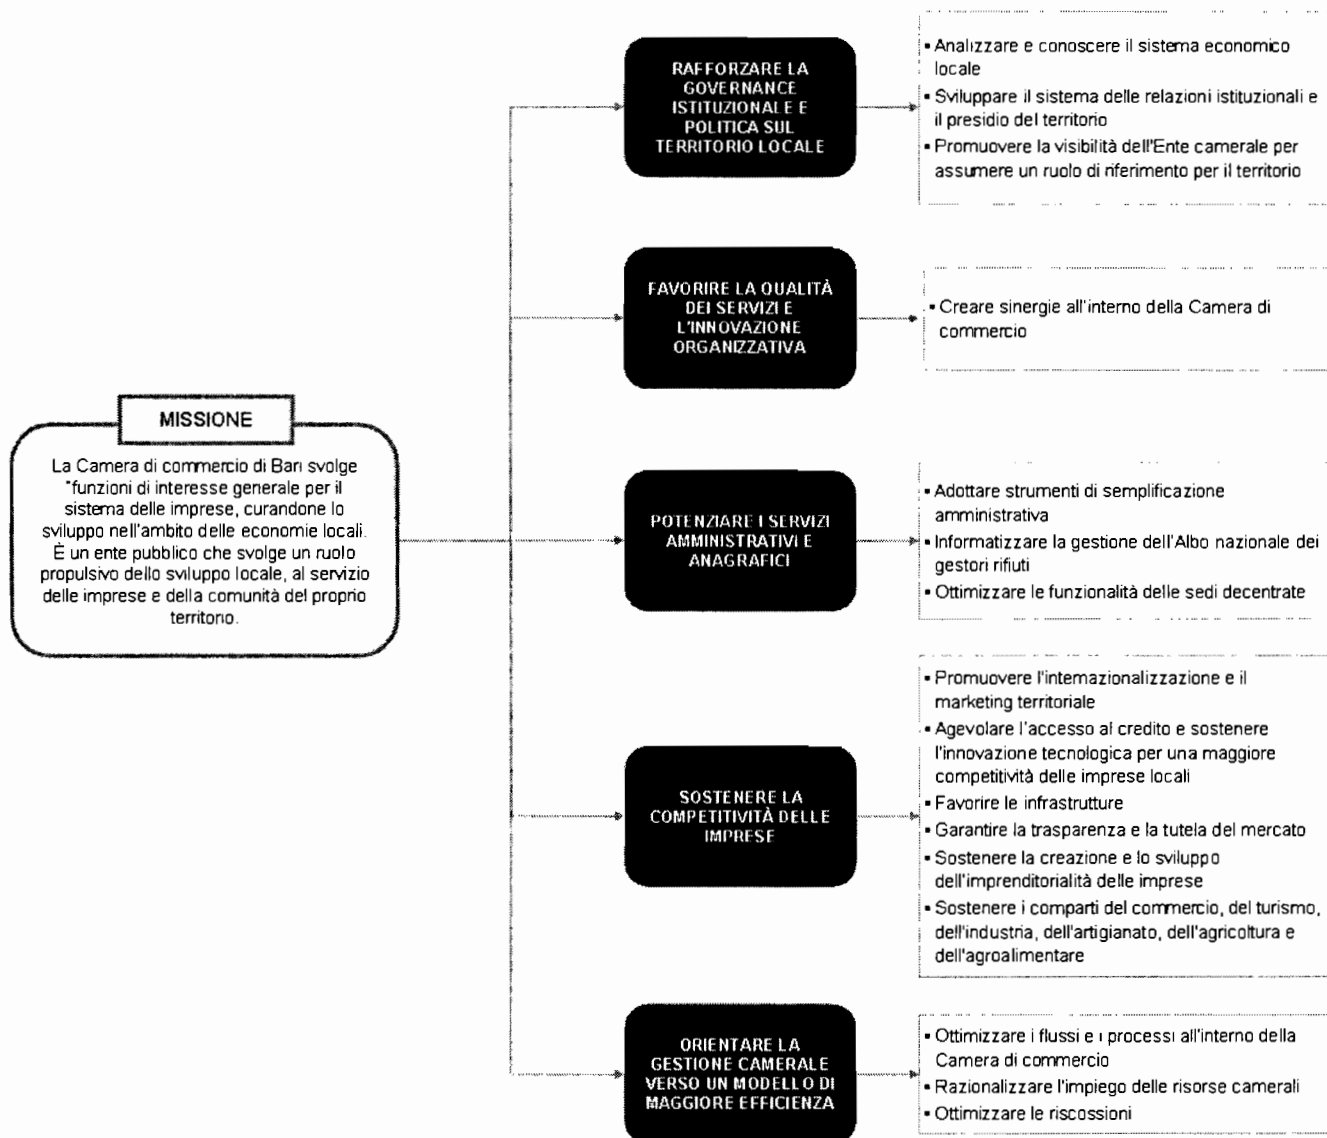 MISSIONE
La Camera di commercio di Bari svolge
"funzioni di interesse generale per il
sistema delle imprese, curandone lo
sviluppo nell'ambito delle economie locali.
È un ente pubblico che svolge un ruolo
propulsivo dello sviluppo locale, al servizio
delle imprese e della comunità del proprio
territorio.
RAFFORZARE LA
GOVERNANCE
ISTITUZIONALE E
POLITICA SUL
TERRITORIO LOCALE
▪ Analizzare e conoscere il sistema economico
locale
▪ Sviluppare il sistema delle relazioni istituzionali e
il presidio del territorio
▪ Promuovere la visibilità dell'Ente camerale per
assumere un ruolo di riferimento per il territorio
FAVORIRE LA QUALITÀ
DEI SERVIZI E
L'INNOVAZIONE
ORGANIZZATIVA
▪ Creare sinergie all'interno della Camera di
commercio
POTENZIARE I SERVIZI
AMMINISTRATIVI E
ANAGRAFICI
▪ Adottare strumenti di semplificazione
amministrativa
▪ Informatizzare la gestione dell'Albo nazionale dei
gestori rifiuti
▪ Ottimizzare le funzionalità delle sedi decentrate
SOSTENERE LA
COMPETITIVITÀ DELLE
IMPRESE
▪ Promuovere l'internazionalizzazione e il
marketing territoriale
▪ Agevolare l'accesso al credito e sostenere
l'innovazione tecnologica per una maggiore
competitività delle imprese locali
▪ Favorire le infrastrutture
▪ Garantire la trasparenza e la tutela del mercato
▪ Sostenere la creazione e lo sviluppo
dell'imprenditorialità delle imprese
▪ Sostenere i comparti del commercio, del turismo,
dell'industria, dell'artigianato, dell'agricoltura e
dell'agroalimentare
ORIENTARE LA
GESTIONE CAMERALE
VERSO UN MODELLO DI
MAGGIORE EFFICIENZA
▪ Ottimizzare i flussi e i processi all'interno della
Camera di commercio
▪ Razionalizzare l'impiego delle risorse camerali
▪ Ottimizzare le riscossioni